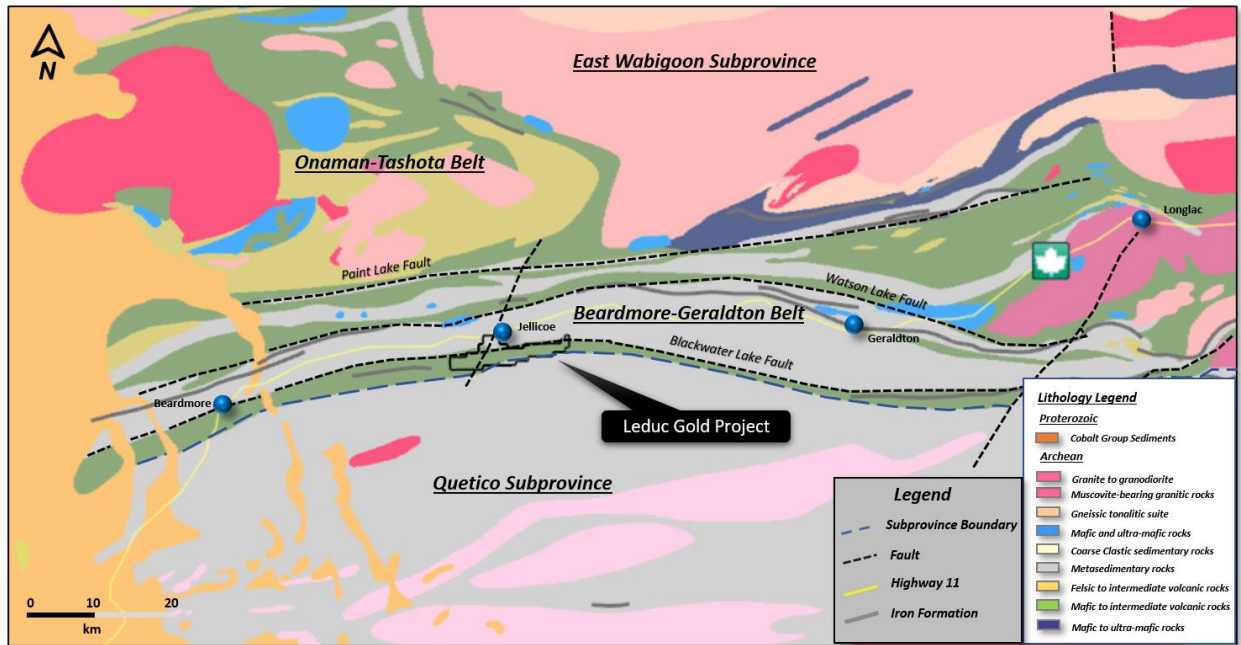 N
East Wabigoon Subprovince
Onaman-Tashota Belt
Longlac
Paint Lake Fault
Watson Lake Fault
Beardmore-Geraldton Belt
Jellicoe
Geraldton
Blackwater Lake Fault
Beardmore
Leduc Gold Project
Quetico Subprovince
0 10 20
km
Legend
Subprovince Boundary
Fault
Highway 11
Iron Formation
Lithology Legend
Proterozoic
Cobalt Group Sediments
Archean
Granite to granodiorite
Muscovite-bearing granitic rocks
Gneissic tonalitic suite
Mafic and ultra-mafic rocks
Coarse Clastic sedimentary rocks
Metasedimentary rocks
Felsic to intermediate volcanic rocks
Mafic to intermediate volcanic rocks
Mafic to ultra-mafic rocks